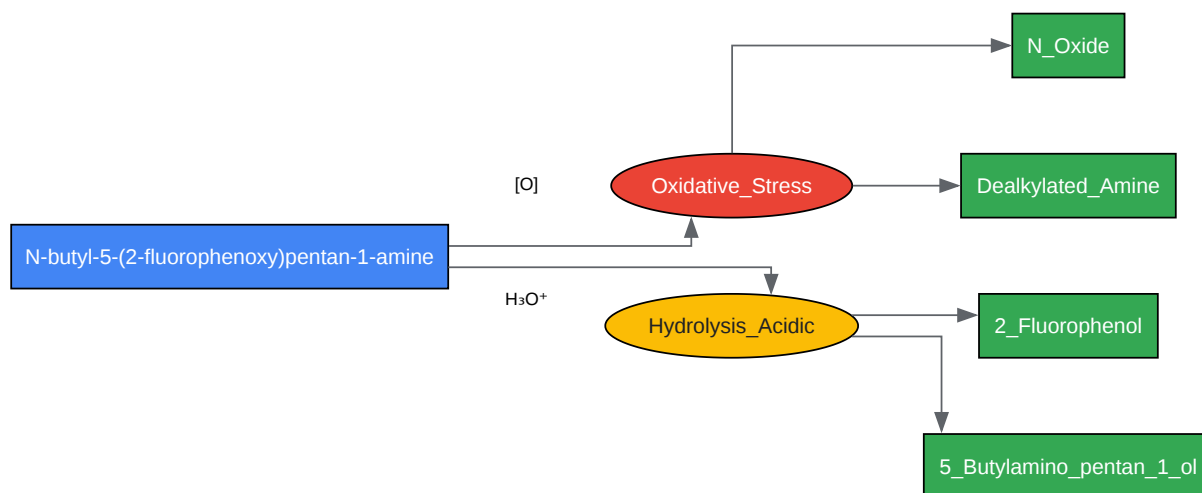 N_Oxide
[O]
Oxidative_Stress
Dealkylated_Amine
N-butyl-5-(2-fluorophenoxy)pentan-1-amine
H₃O⁺
Hydrolysis_Acidic
2_Fluorophenol
5_Butylamino_pentan_1_ol